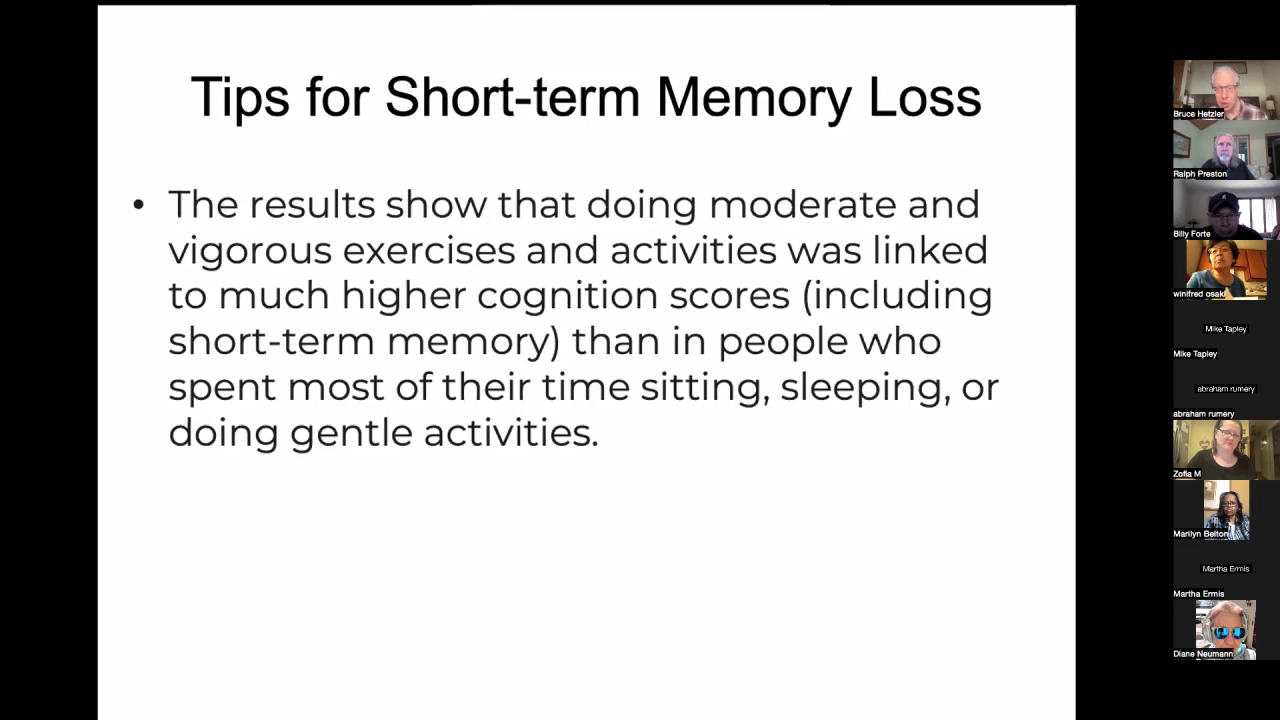 Tips for Short-term Memory Loss
• The results show that doing moderate and
vigorous exercises and activities was linked
to much higher cognition scores (including
short-term memory) than in people who
spent most of their time sitting, sleeping, or
doing gentle activities.
Bruce Hetzler
Ralph Preston
Billy Forte
winifred osaki
Mike Tapley
Mike Tapley
abraham rumery
abraham rumery
Zofia M
Marilyn Belton
Martha Ermis
Martha Ermis
Diane Neumann